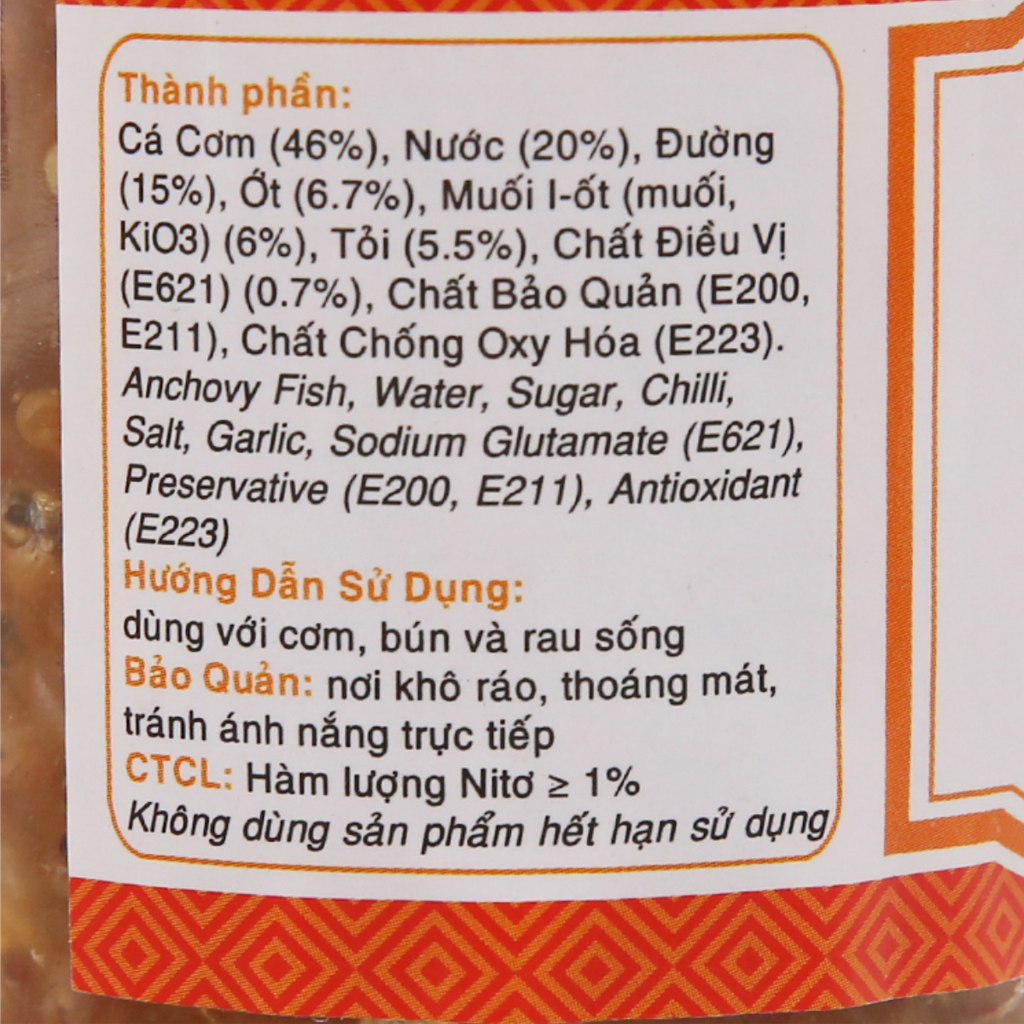 Thành phần:
Cá Cơm (46%), Nước (20%), Đường
(15%), Ớt (6.7%), Muối I-ốt (muối,
KiO3) (6%), Tỏi (5.5%), Chất Điều Vị
(E621) (0.7%), Chất Bảo Quản (E200,
E211), Chất Chống Oxy Hóa (E223).
Anchovy Fish, Water, Sugar, Chilli,
Salt, Garlic, Sodium Glutamate (E621),
Preservative (E200, E211), Antioxidant
(E223)
Hướng Dẫn Sử Dụng:
dùng với cơm, bún và rau sống
Bảo Quản: nơi khô ráo, thoáng mát,
tránh ánh nắng trực tiếp
CTCL: Hàm lượng Nitơ ≥ 1%
Không dùng sản phẩm hết hạn sử dụng